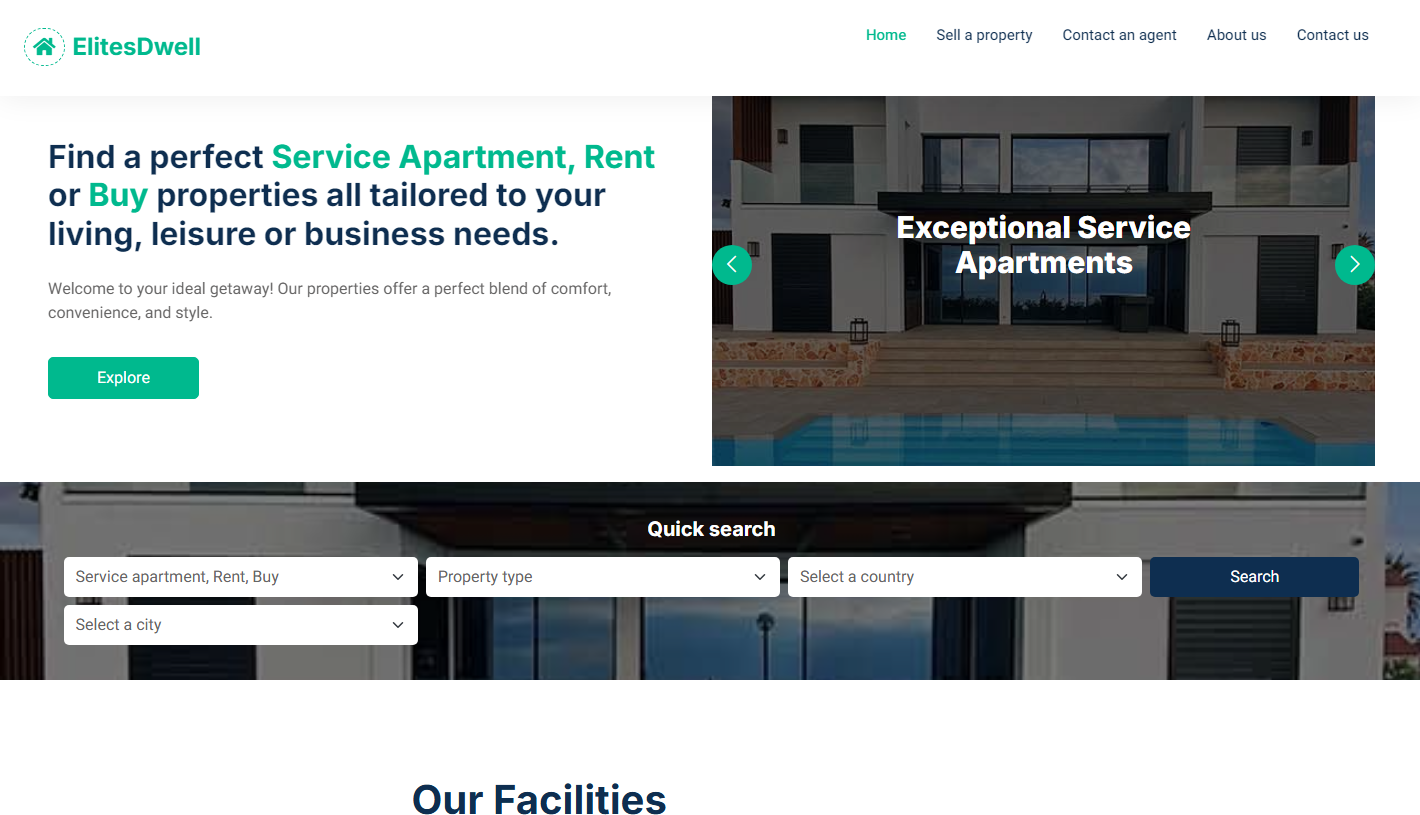 ElitesDwell
Home
Sell a property
Contact an agent
About us
Contact us
Find a perfect Service Apartment, Rent
or Buy properties all tailored to your
living, leisure or business needs.
Welcome to your ideal getaway! Our properties offer a perfect blend of comfort,
convenience, and style.
Explore
Exceptional Service
Apartments
Quick search
Service apartment, Rent, Buy
Property type
Select a country
Search
Select a city
Our Facilities